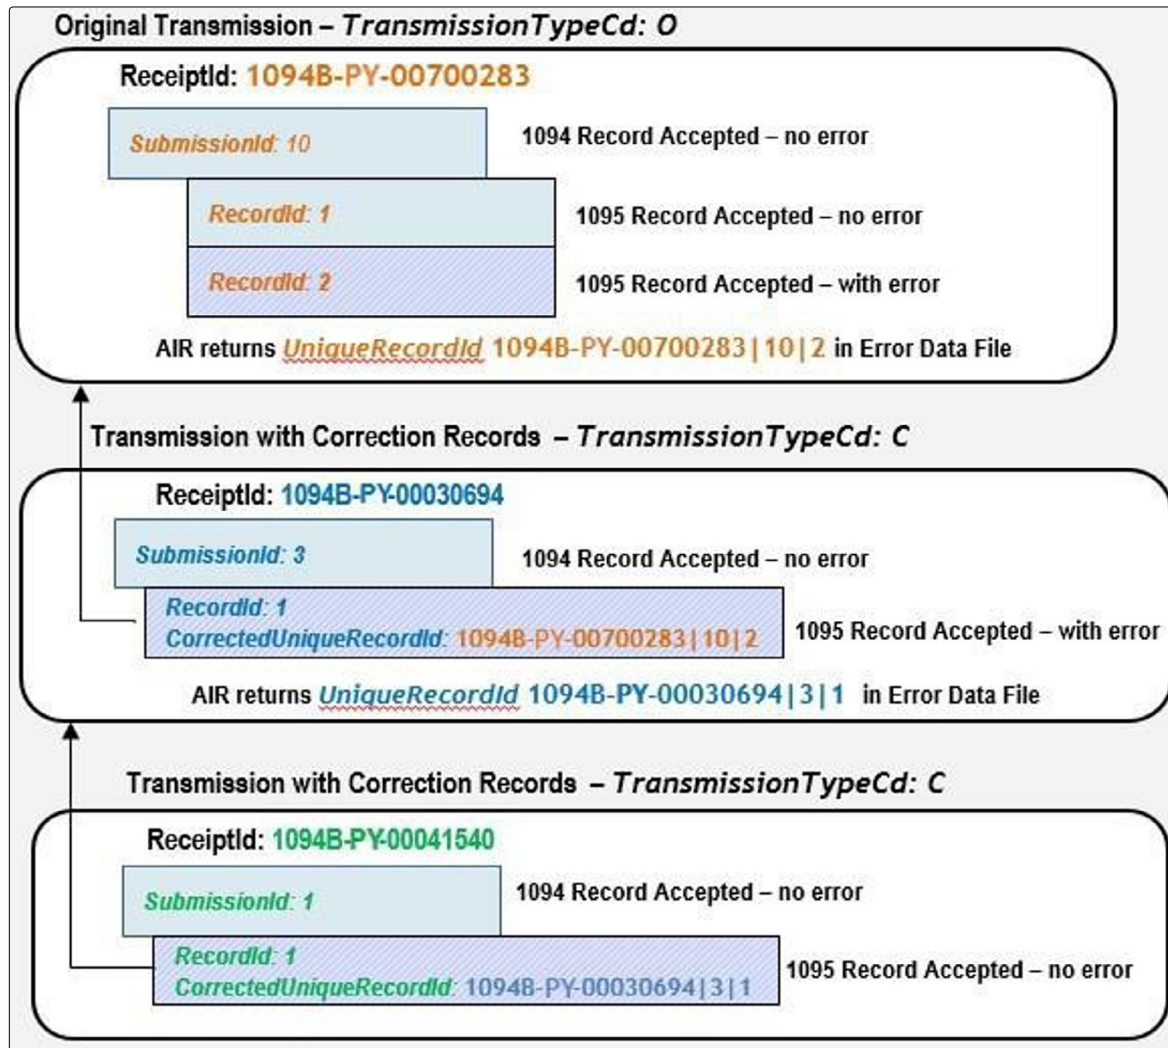 Original Transmission – TransmissionTypeCd: O
ReceiptId: 1094B-PY-00700283
SubmissionId: 10
1094 Record Accepted – no error
RecordId: 1
1095 Record Accepted – no error
RecordId: 2
1095 Record Accepted – with error
AIR returns UniqueRecordId 1094B-PY-00700283|10|2 in Error Data File
Transmission with Correction Records – TransmissionTypeCd: C
ReceiptId: 1094B-PY-00030694
SubmissionId: 3
1094 Record Accepted – no error
RecordId: 1
CorrectedUniqueRecordId: 1094B-PY-00700283|10|2
1095 Record Accepted – with error
AIR returns UniqueRecordId 1094B-PY-00030694|3|1 in Error Data File
Transmission with Correction Records – TransmissionTypeCd: C
ReceiptId: 1094B-PY-00041540
SubmissionId: 1
1094 Record Accepted – no error
RecordId: 1
CorrectedUniqueRecordId: 1094B-PY-00030694|3|1
1095 Record Accepted – no error